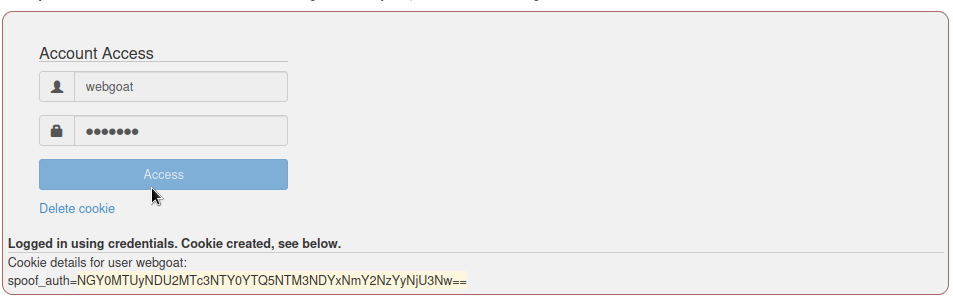 Account Access
webgoat
●●●●●●●
Access
Delete cookie
Logged in using credentials. Cookie created, see below.
Cookie details for user webgoat:
spoof_auth=NGY0MTUyNDU2MTc3NTY0YTQ5NTM3NDYxNmY2NzYyNjU3Nw==